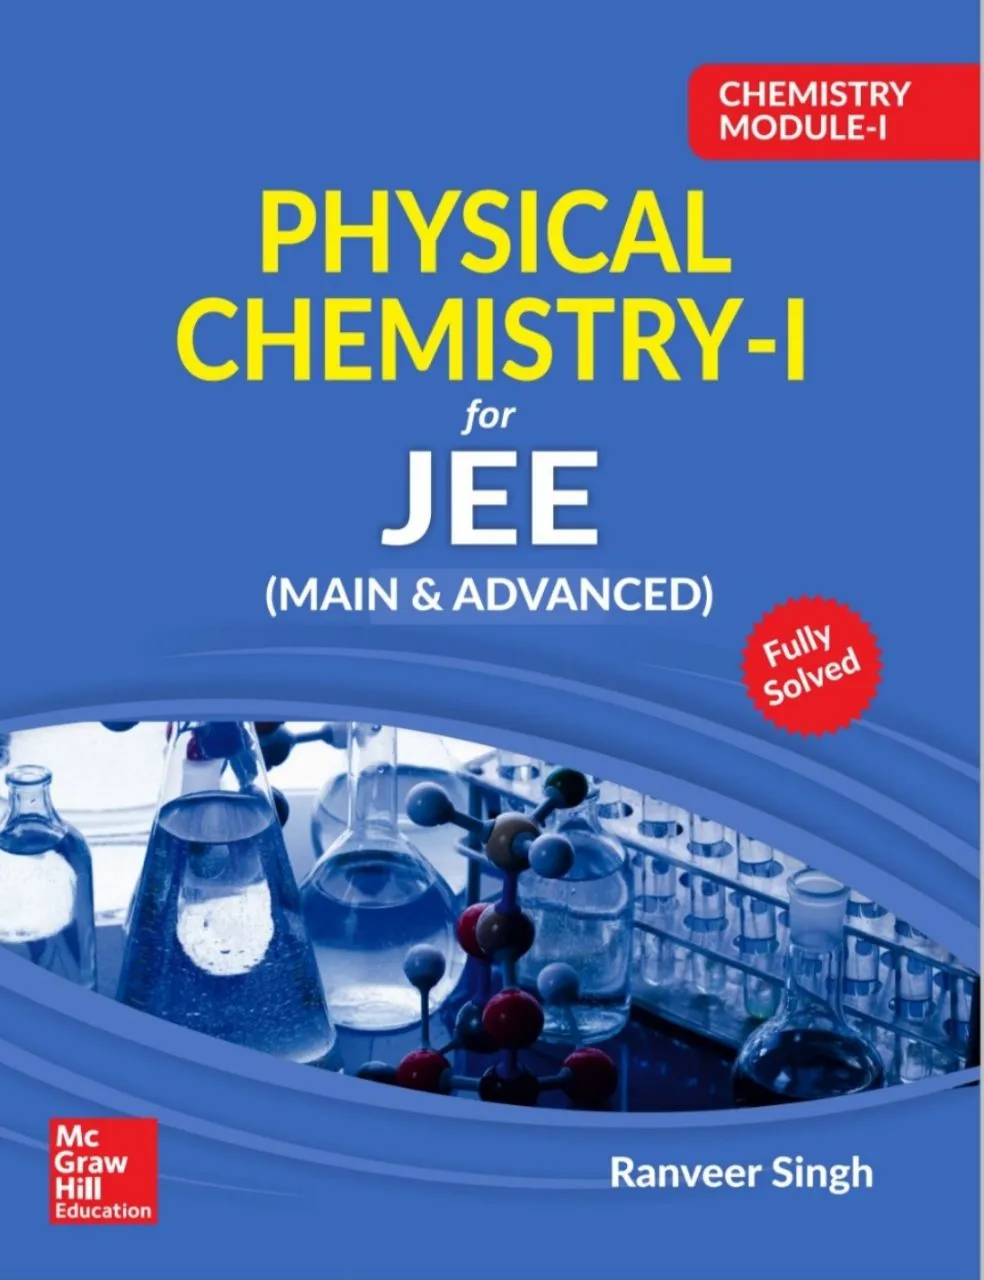 CHEMISTRY
MODULE-I
PHYSICAL
CHEMISTRY-I
for
JEE
(MAIN & ADVANCED)
Fully
Solved
Mc
Graw
Hill
Education
Ranveer Singh